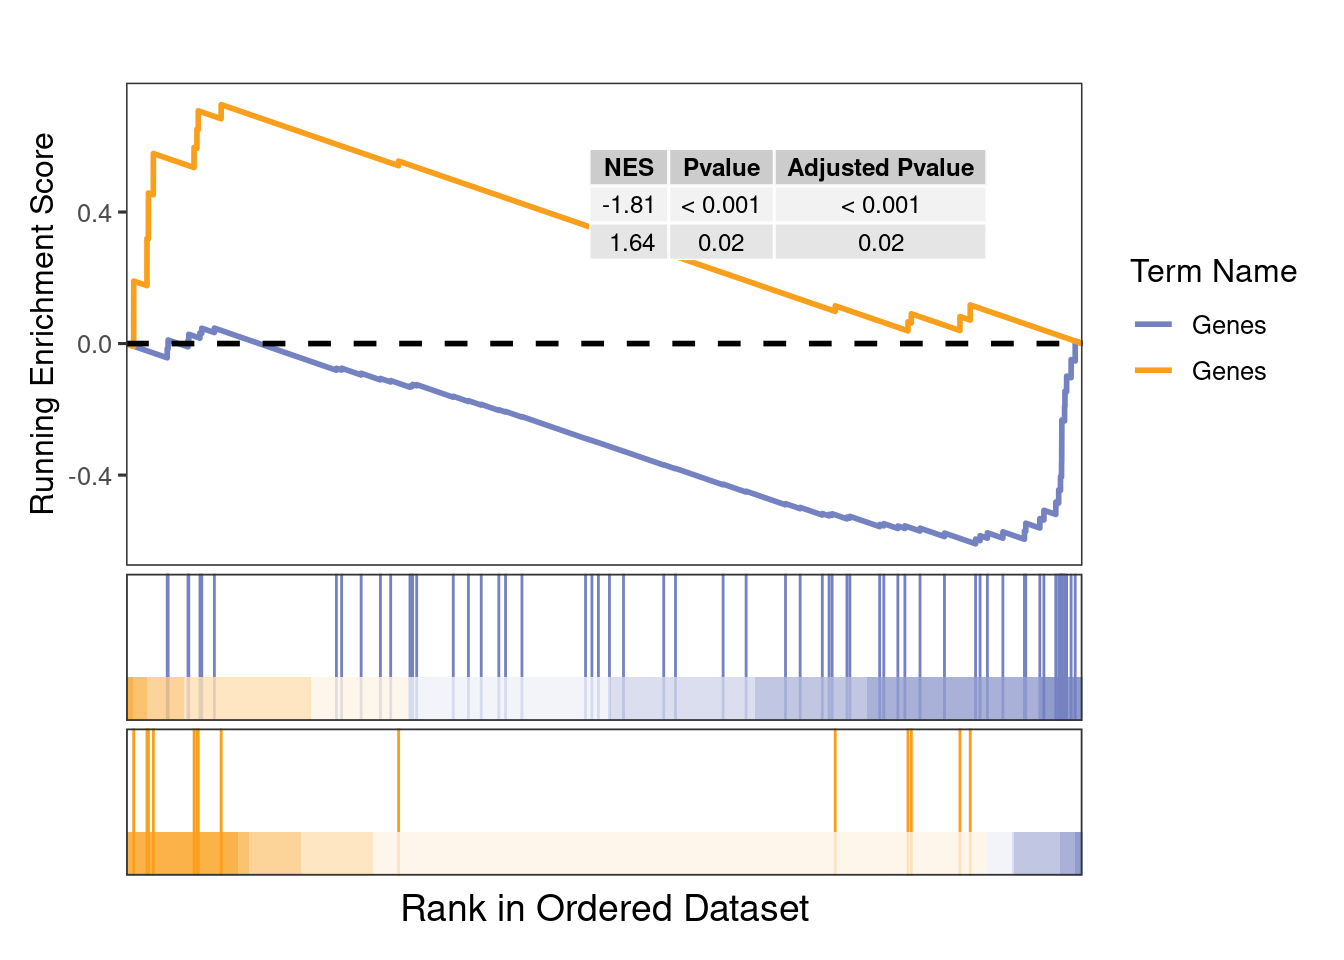 Running Enrichment Score
0.4
0.0
-0.4
NES Pvalue Adjusted Pvalue
-1.81 < 0.001 < 0.001
1.64 0.02 0.02
Term Name
Genes
Genes
Rank in Ordered Dataset